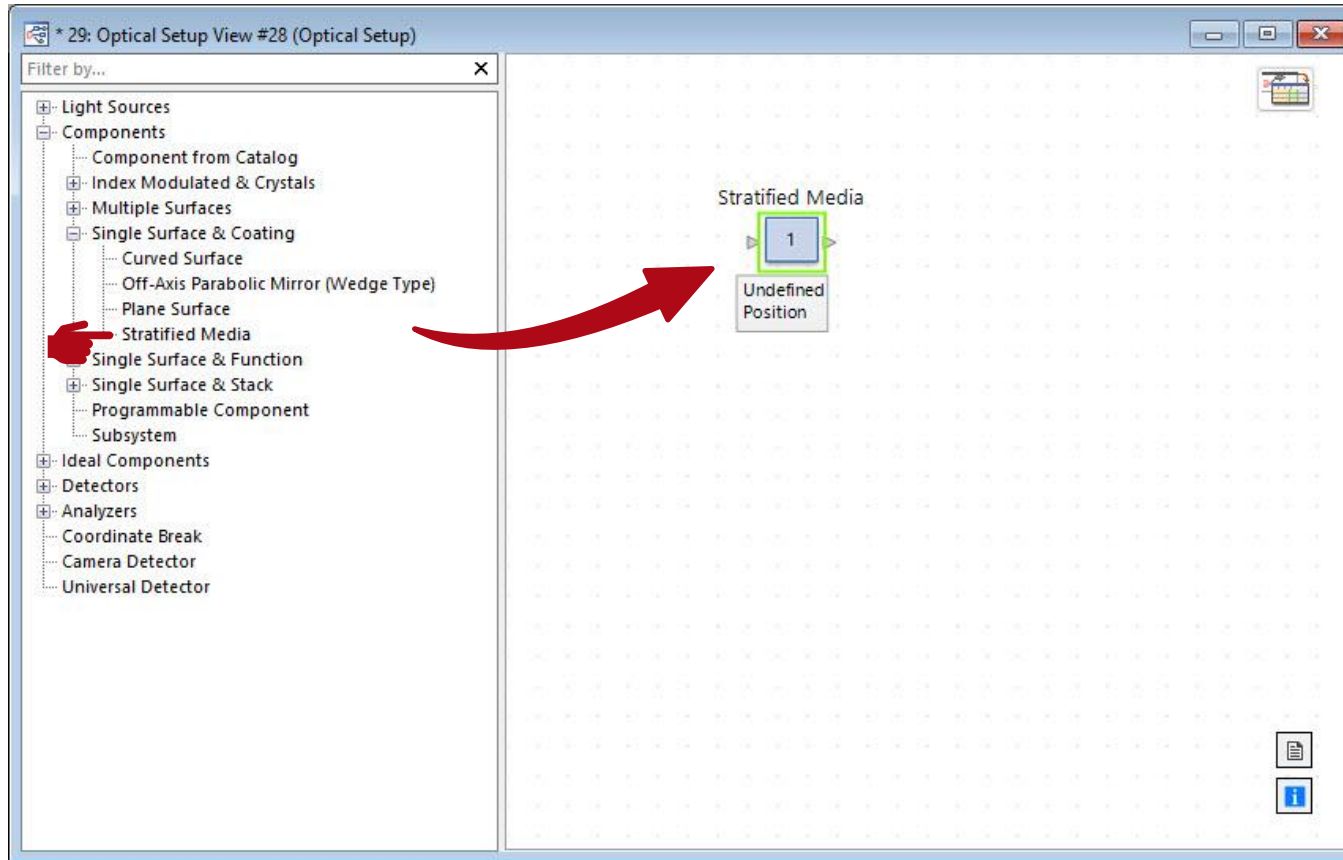 * 29: Optical Setup View #28 (Optical Setup)
Filter by...
Light Sources
Components
Component from Catalog
Index Modulated & Crystals
Multiple Surfaces
Single Surface & Coating
Curved Surface
Off-Axis Parabolic Mirror (Wedge Type)
Plane Surface
Stratified Media
Single Surface & Function
Single Surface & Stack
Programmable Component
Subsystem
Ideal Components
Detectors
Analyzers
Coordinate Break
Camera Detector
Universal Detector
Stratified Media
1
Undefined
Position